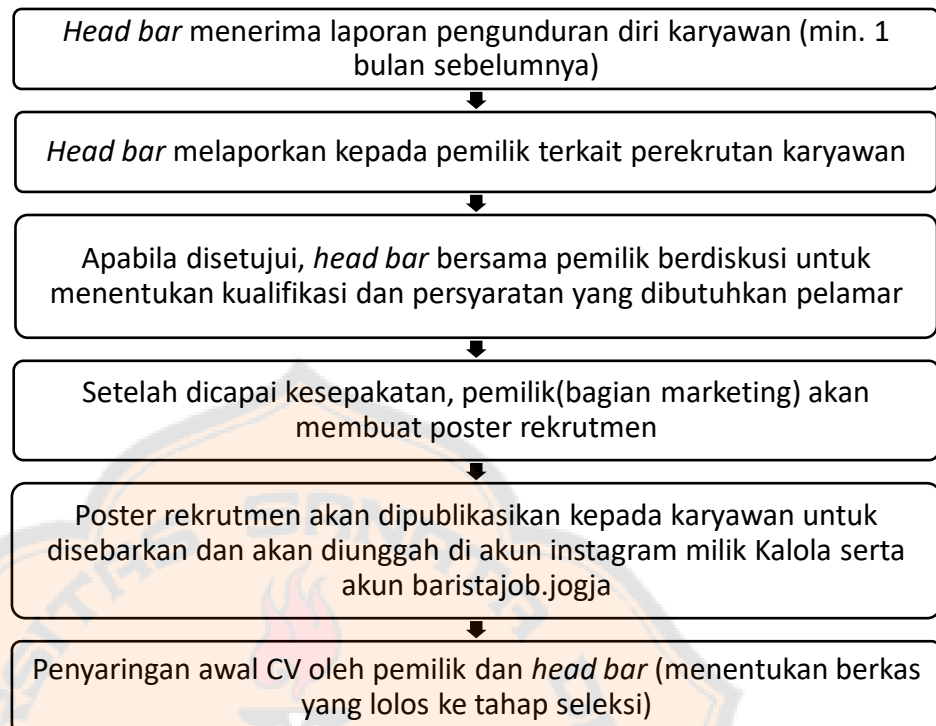 Head bar menerima laporan pengunduran diri karyawan (min. 1
bulan sebelumnya)
Head bar melaporkan kepada pemilik terkait perekrutan karyawan
Apabila disetujui, head bar bersama pemilik berdiskusi untuk
menentukan kualifikasi dan persyaratan yang dibutuhkan pelamar
Setelah dicapai kesepakatan, pemilik(bagian marketing) akan
membuat poster rekrutmen
Poster rekrutmen akan dipublikasikan kepada karyawan untuk
disebarkan dan akan diunggah di akun instagram milik Kalola serta
akun baristajob.jogja
Penyaringan awal CV oleh pemilik dan head bar (menentukan berkas
yang lolos ke tahap seleksi)